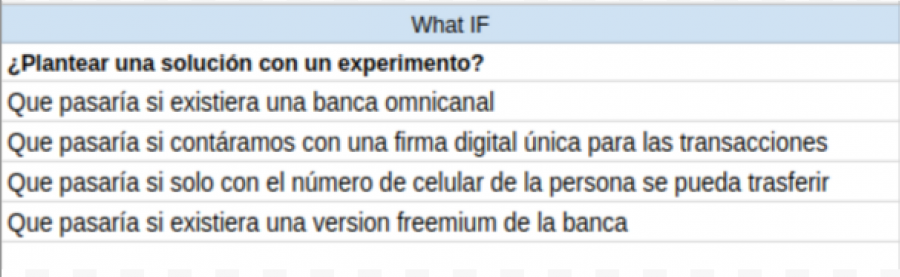 What IF
¿Plantear una solución con un experimento?
Que pasaría si existiera una banca omnicanal
Que pasaría si contáramos con una firma digital única para las transacciones
Que pasaría si solo con el número de celular de la persona se pueda trasferir
Que pasaría si existiera una version freemium de la banca